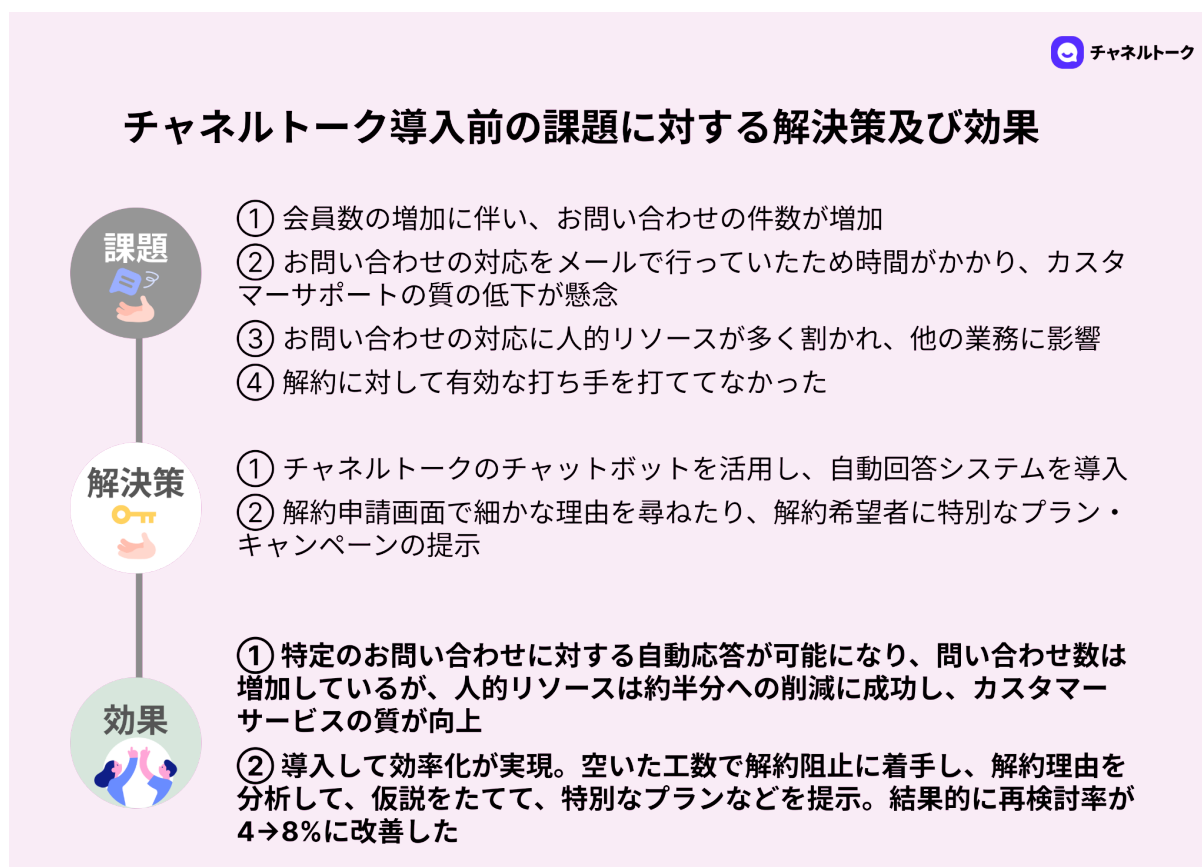 チャネルトーク
チャネルトーク導入前の課題に対する解決策及び効果
課題
① 会員数の増加に伴い、お問い合わせの件数が増加
② お問い合わせの対応をメールで行っていたため時間がかかり、カスタ
マーサポートの質の低下が懸念
③ お問い合わせの対応に人的リソースが多く割かれ、他の業務に影響
④ 解約に対して有効な打ち手を打ててなかった
解決策
① チャネルトークのチャットボットを活用し、自動回答システムを導入
② 解約申請画面で細かな理由を尋ねたり、解約希望者に特別なプラン・
キャンペーンの提示
効果
① 特定のお問い合わせに対する自動応答が可能になり、問い合わせ数は
増加しているが、人的リソースは約半分への削減に成功し、カスタマー
サービスの質が向上
② 導入して効率化が実現。空いた工数で解約阻止に着手し、解約理由を
分析して、仮説をたてて、特別なプランなどを提示。結果的に再検討率が
4→8%に改善した